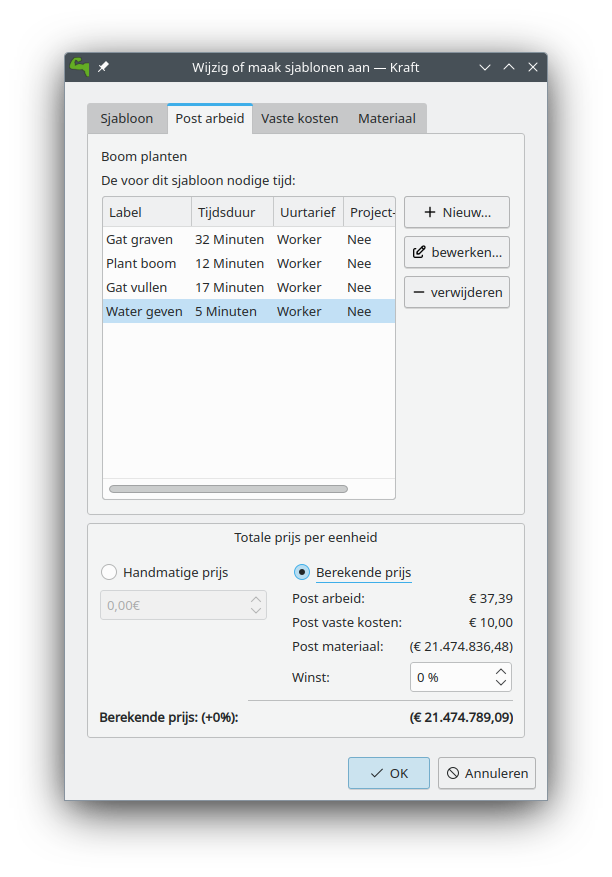 Wijzig of maak sjablonen aan — Kraft
Sjabloon Post arbeid Vaste kosten Materiaal
Boom planten
De voor dit sjabloon nodige tijd:
Label Tijdsduur Uurtarief Project-
Gat graven 32 Minuten Worker Nee
Plant boom 12 Minuten Worker Nee
Gat vullen 17 Minuten Worker Nee
Water geven 5 Minuten Worker Nee
Nieuw...
bewerken...
verwijderen
Totale prijs per eenheid
Handmatige prijs
0,00€
Berekende prijs
Post arbeid: € 37,39
Post vaste kosten: € 10,00
Post materiaal: (€ 21.474.836,48)
Winst: 0 %
Berekende prijs: (+0%): (€ 21.474.789,09)
OK Annuleren